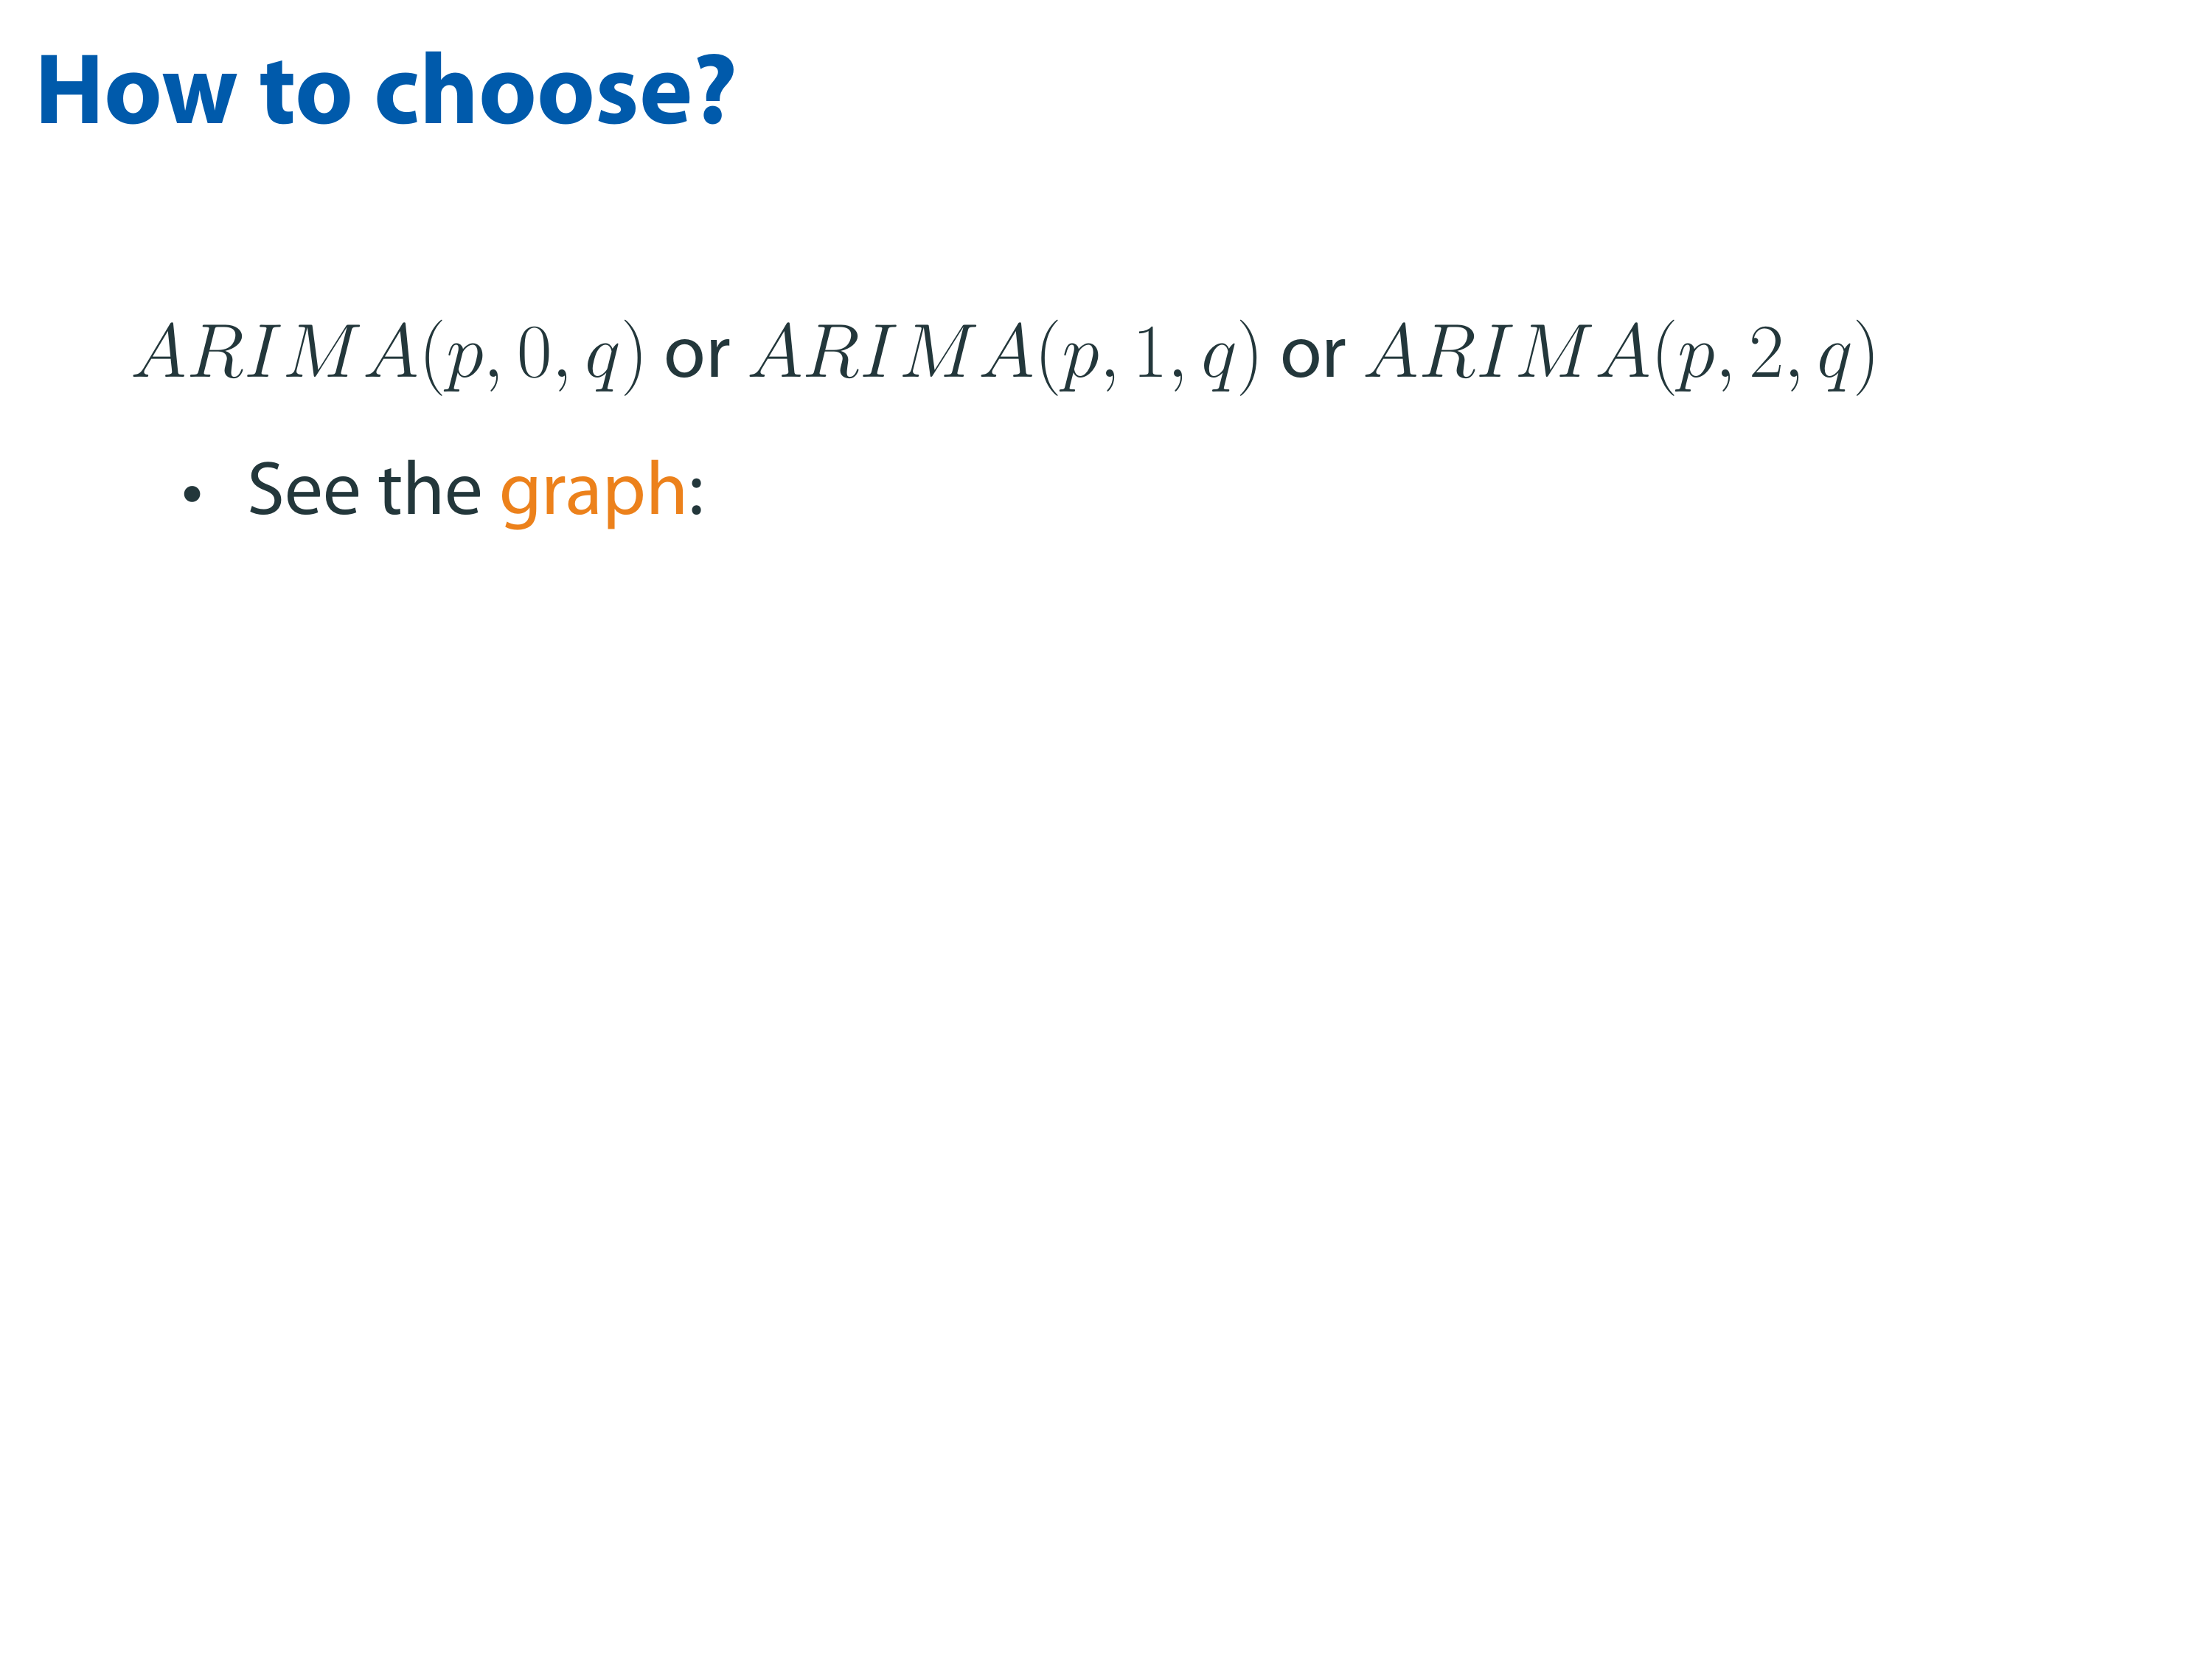 How to choose?
ARIMA(p, 0, q) or ARIMA(p, 1, q) or ARIMA(p, 2, q)
• See the graph: